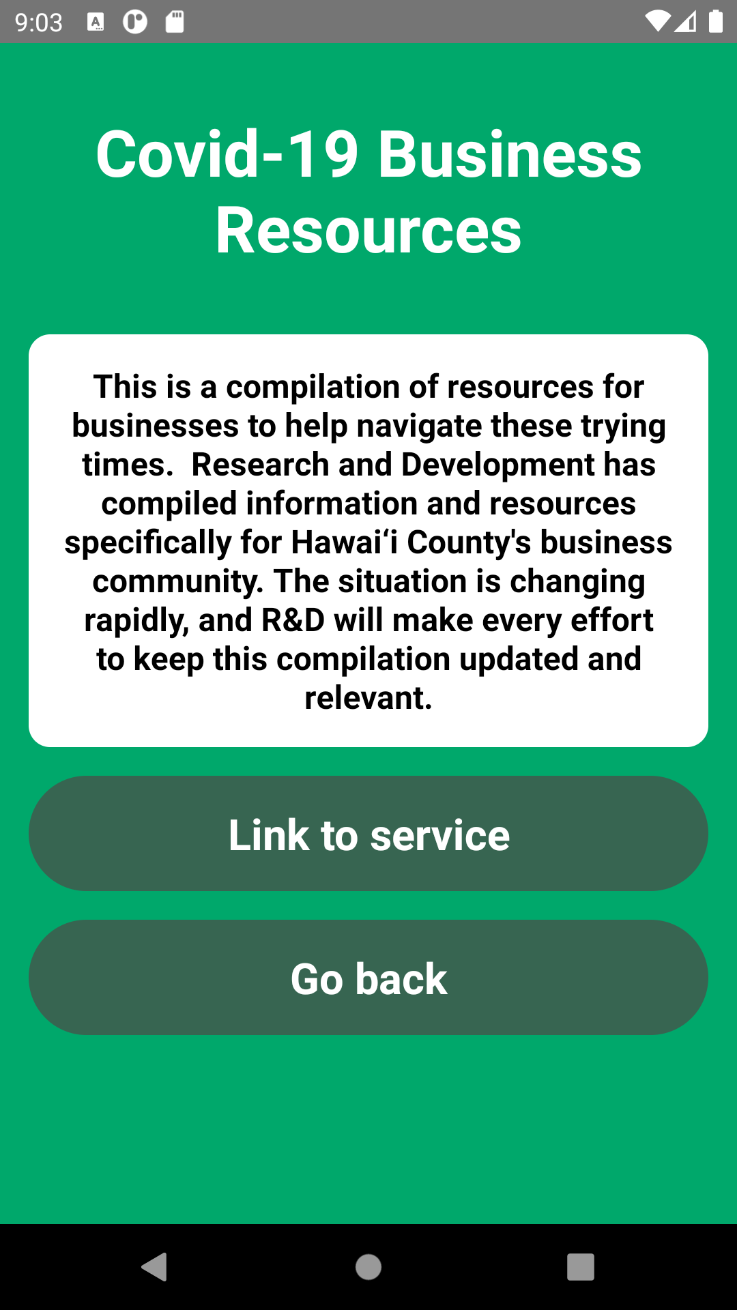 9:03
A
Covid-19 Business
Resources
This is a compilation of resources for
businesses to help navigate these trying
times.  Research and Development has
compiled information and resources
specifically for Hawai‘i County's business
community. The situation is changing
rapidly, and R&D will make every effort
to keep this compilation updated and
relevant.
Link to service
Go back